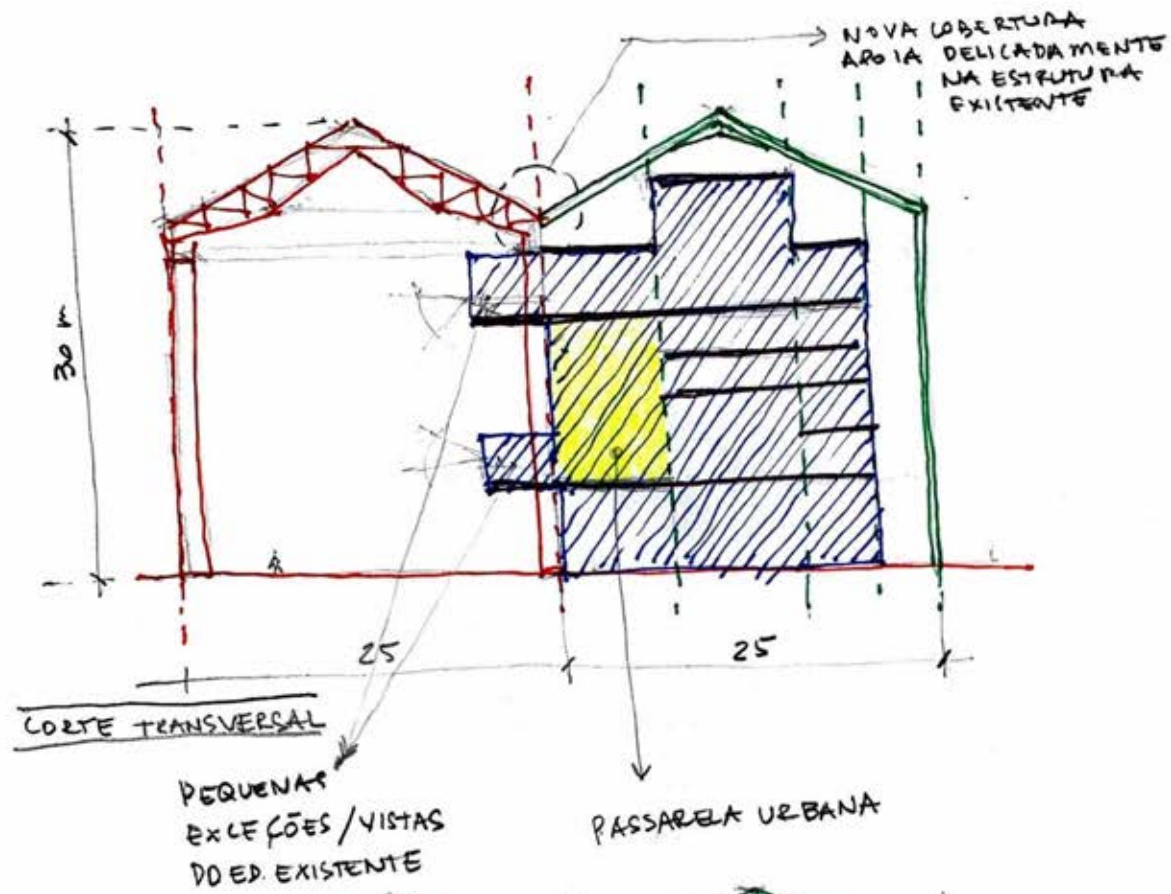 NOVA COBERTURA
APOIA DELICADAMENTE
NA ESTRUTURA
EXISTENTE
30 m
25
25
CORTE TRANSVERSAL
PEQUENAS
EXCEÇÕES / VISTAS
DO ED. EXISTENTE
PASSARELA URBANA